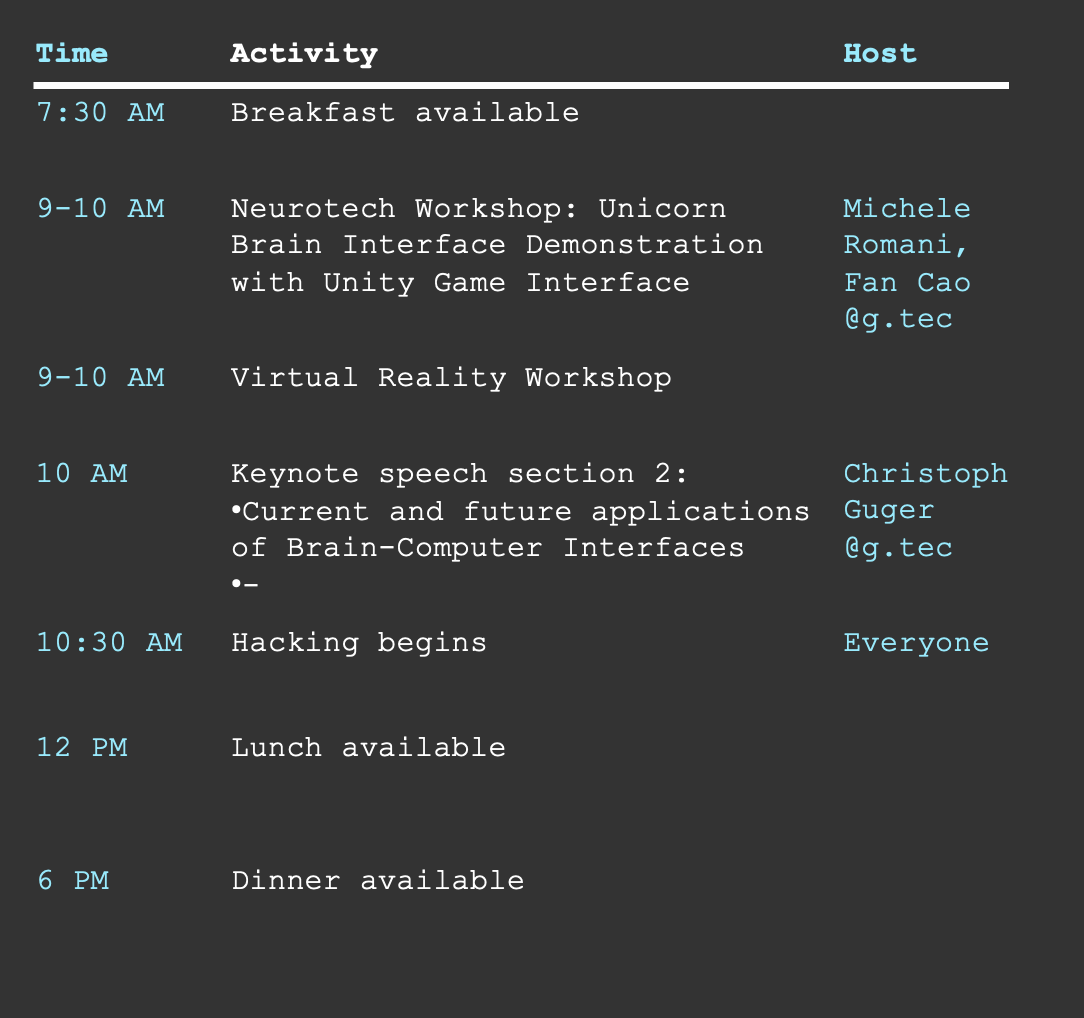 Time Activity Host
7:30 AM Breakfast available
9-10 AM Neurotech Workshop: Unicorn Michele
Brain Interface Demonstration Romani,
with Unity Game Interface Fan Cao
@g.tec
9-10 AM Virtual Reality Workshop
10 AM Keynote speech section 2: Christoph
•Current and future applications Guger
of Brain-Computer Interfaces @g.tec
•-
10:30 AM Hacking begins Everyone
12 PM Lunch available
6 PM Dinner available